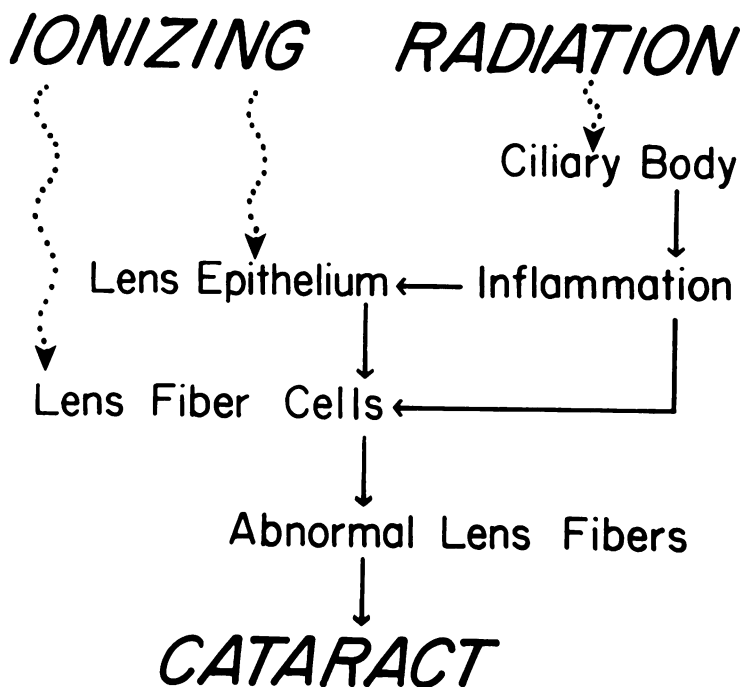 IONIZING RADIATION
Ciliary Body
Lens Epithelium Inflammation
Lens Fiber Cells
Abnormal Lens Fibers
CATARACT